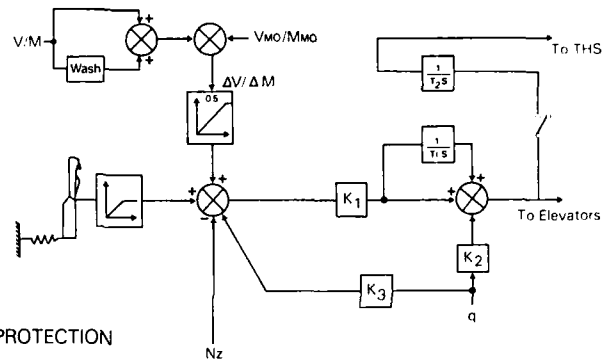 V/M
Wash
+
+
VMO/MMO
ΔV/ΔM
0.5
+
+
-
K1
1
T1S
+
+
K2
K3
q
Nz
1
T2S
To THS
To Elevators
PROTECTION